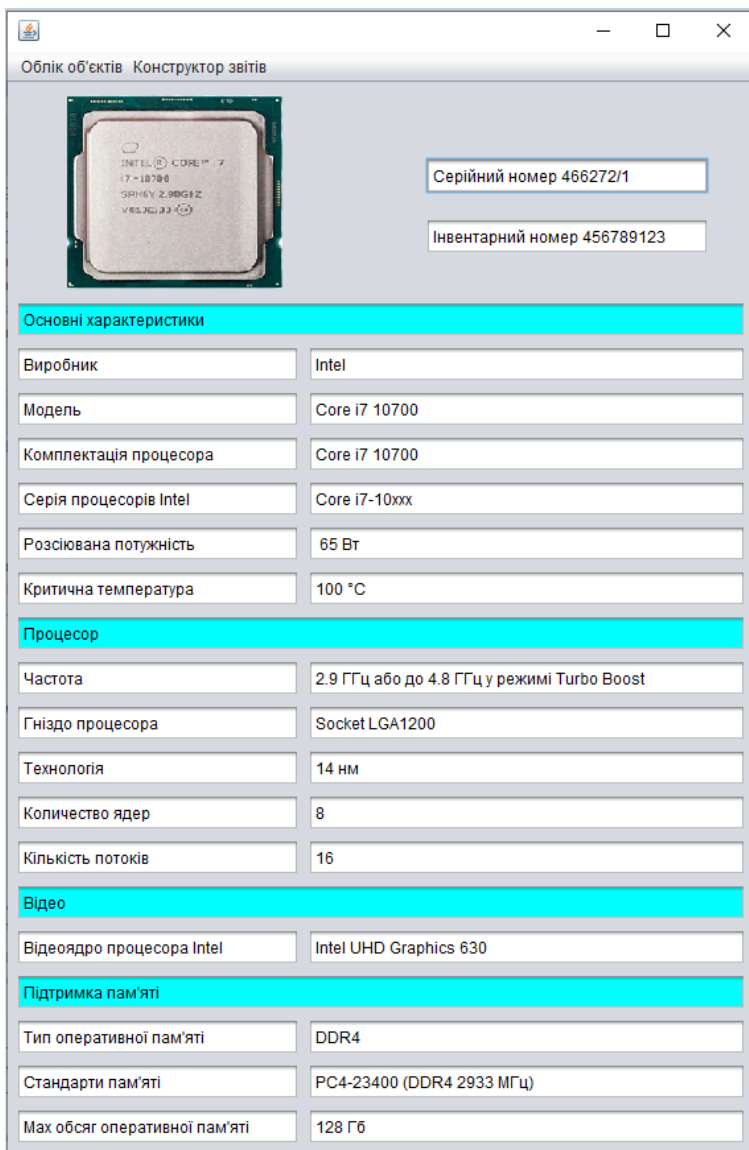 Облік об'єктів Конструктор звітів
INTEL® CORE™ i7
i7-10700
2.90GHZ
Серійний номер 466272/1
Інвентарний номер 456789123
Основні характеристики
Виробник Intel
Модель Core i7 10700
Комплектація процесора Core i7 10700
Серія процесорів Intel Core i7-10xxx
Розсіювана потужність 65 Вт
Критична температура 100 °C
Процесор
Частота 2.9 ГГц або до 4.8 ГГц у режимі Turbo Boost
Гніздо процесора Socket LGA1200
Технологія 14 нм
Количество ядер 8
Кількість потоків 16
Відео
Відеоядро процесора Intel Intel UHD Graphics 630
Підтримка пам'яті
Тип оперативної пам'яті DDR4
Стандарти пам'яті PC4-23400 (DDR4 2933 МГц)
Мах обсяг оперативної пам'яті 128 Гб